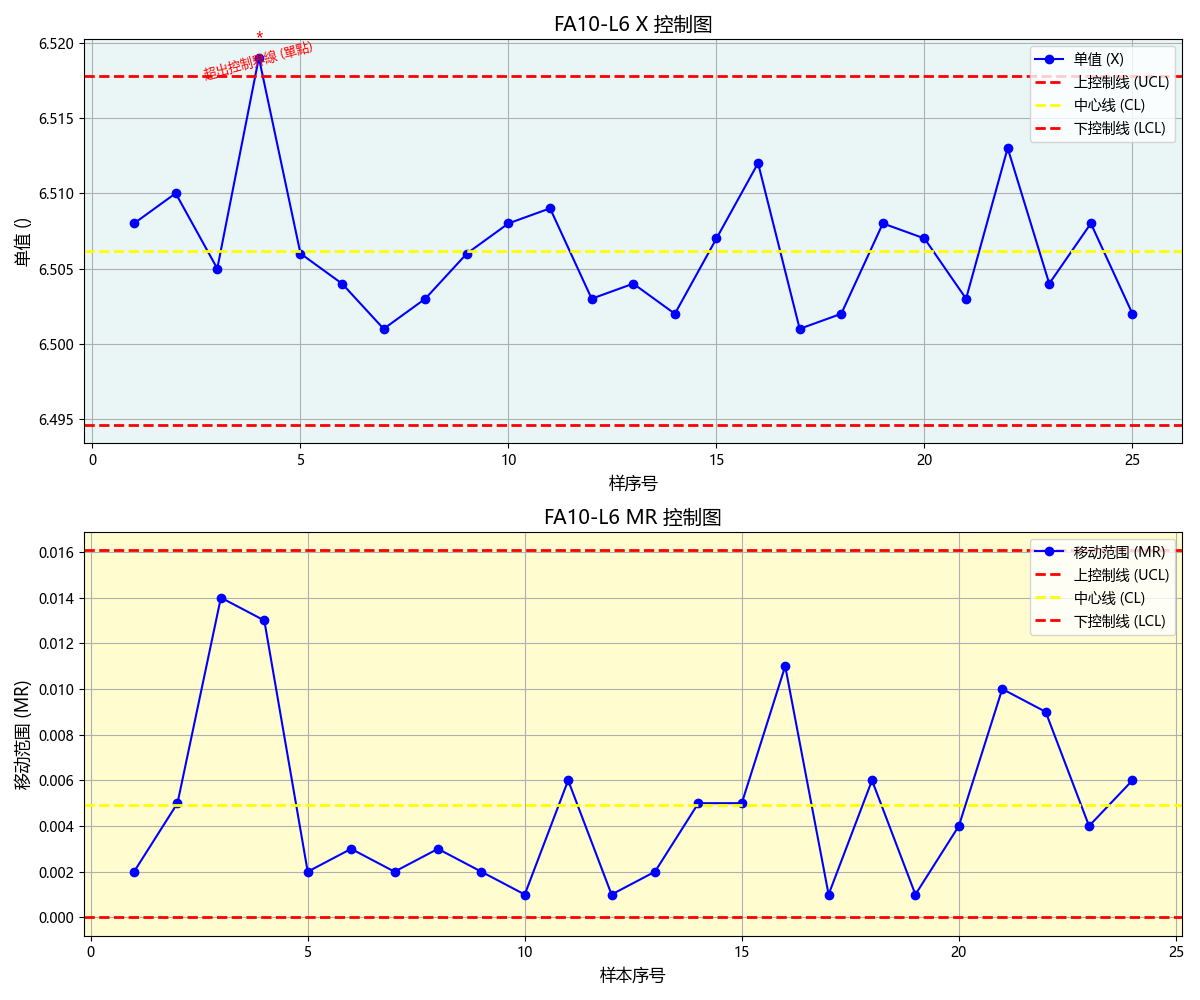 FA10-L6 X 控制图
*
超出控制界線 (單點)
单值 (X)
上控制线 (UCL)
中心线 (CL)
下控制线 (LCL)
单值 ()
6.520
6.515
6.510
6.505
6.500
6.495
0 5 10 15 20 25
样序号
FA10-L6 MR 控制图
移动范围 (MR)
上控制线 (UCL)
中心线 (CL)
下控制线 (LCL)
移动范围 (MR)
0.016
0.014
0.012
0.010
0.008
0.006
0.004
0.002
0.000
0 5 10 15 20 25
样本序号